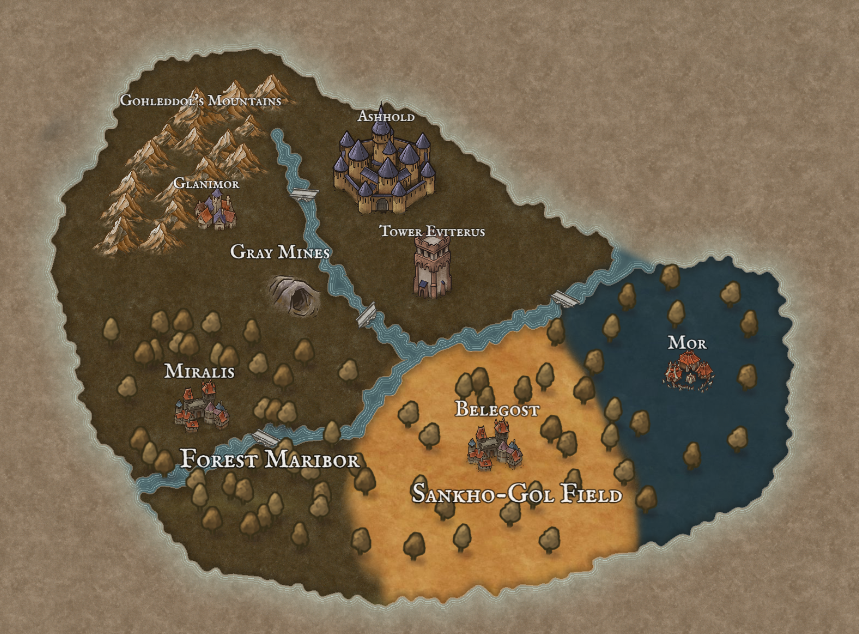 Gohleddol's Mountains
Ashhold
Glanimor
Tower Eviterus
Gray Mines
Mor
Miralis
Belegost
Forest Maribor
Sankho-Gol Field